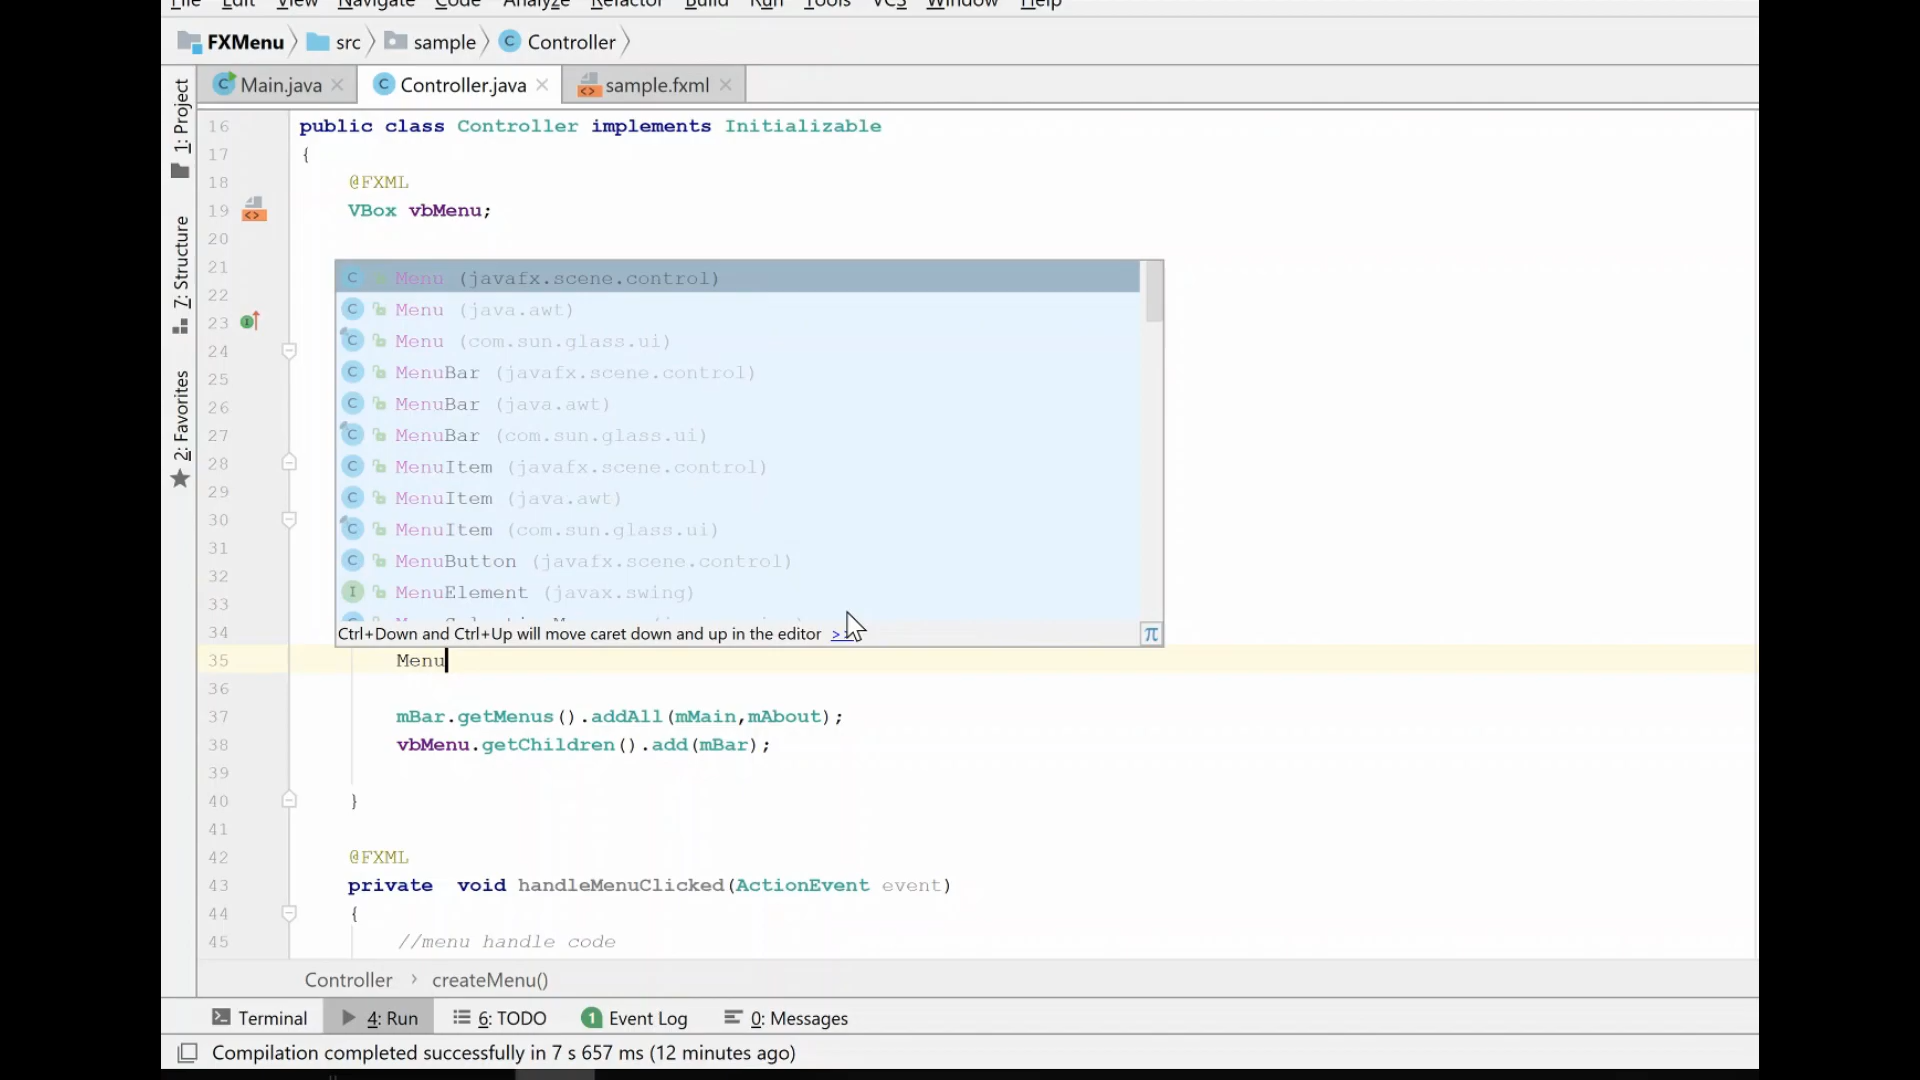 File Edit View Navigate Code Analyze Refactor Build Run Tools VCS Window Help
FXMenu src sample Controller
Main.java Controller.java sample.fxml
1: Project
7: Structure
2: Favorites
16 public class Controller implements Initializable
17 {
18 @FXML
19 VBox vbMenu;
20
21
22
23
24
25
26
27
28
29
30
31
32
33
34
Menu (javafx.scene.control)
Menu (java.awt)
Menu (com.sun.glass.ui)
MenuBar (javafx.scene.control)
MenuBar (java.awt)
MenuBar (com.sun.glass.ui)
MenuItem (javafx.scene.control)
MenuItem (java.awt)
MenuItem (com.sun.glass.ui)
MenuButton (javafx.scene.control)
MenuElement (javax.swing)
Ctrl+Down and Ctrl+Up will move caret down and up in the editor >> π
35 Menu
36
37 mBar.getMenus().addAll(mMain,mAbout);
38 vbMenu.getChildren().add(mBar);
39
40 }
41
42 @FXML
43 private void handleMenuClicked(ActionEvent event)
44 {
45 //menu handle code
Controller > createMenu()
Terminal 4: Run 6: TODO 1 Event Log 0: Messages
Compilation completed successfully in 7 s 657 ms (12 minutes ago)